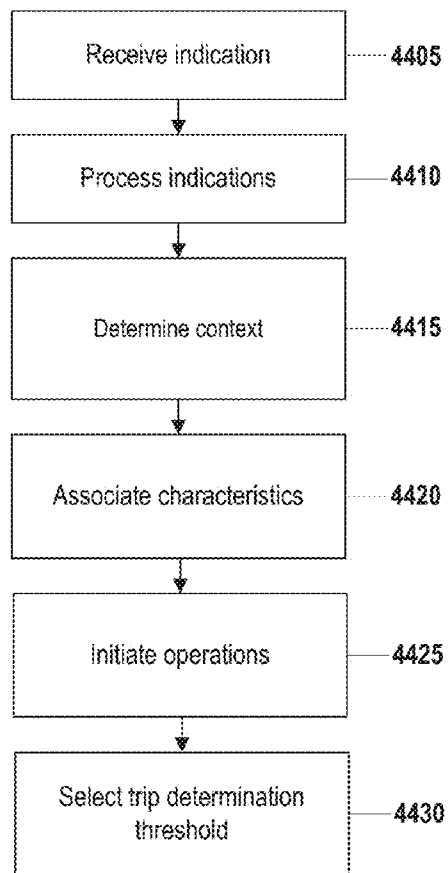 Receive indication 4405
Process indications 4410
Determine context 4415
Associate characteristics 4420
Initiate operations 4425
Select trip determination
threshold 4430